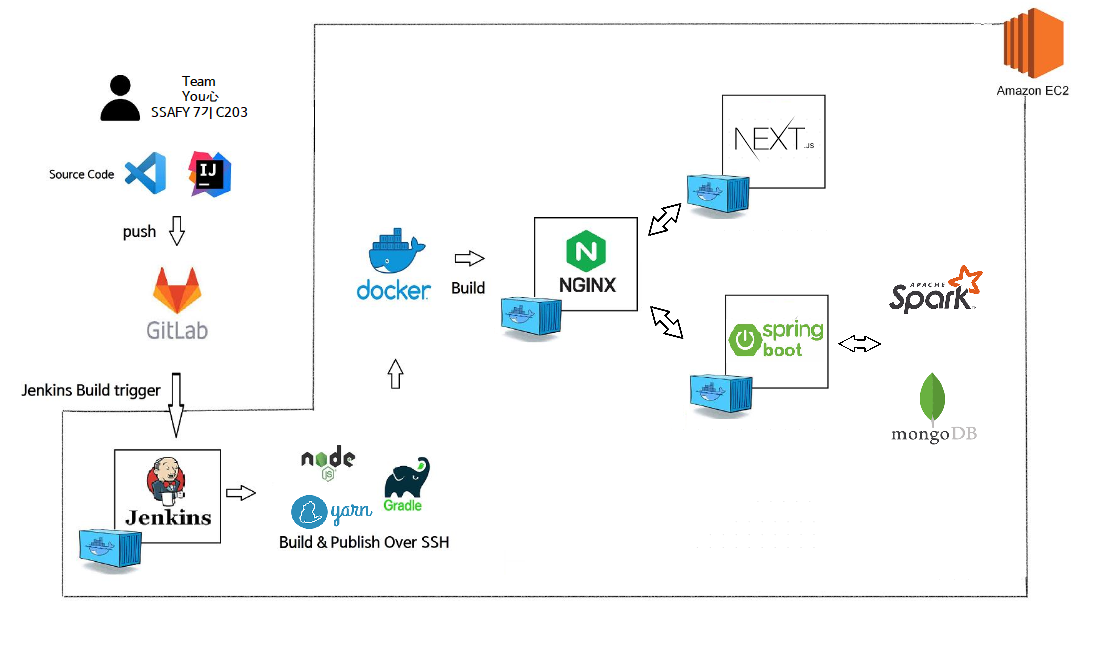 Team
You心
SSAFY 7기 C203
Source Code
IJ
push
GitLab
Jenkins Build trigger
Jenkins
node
JS
yarn
Gradle
Build & Publish Over SSH
docker
Build
N
NGINX
NEXT.JS
spring
boot
APACHE
Spark
mongoDB
Amazon EC2